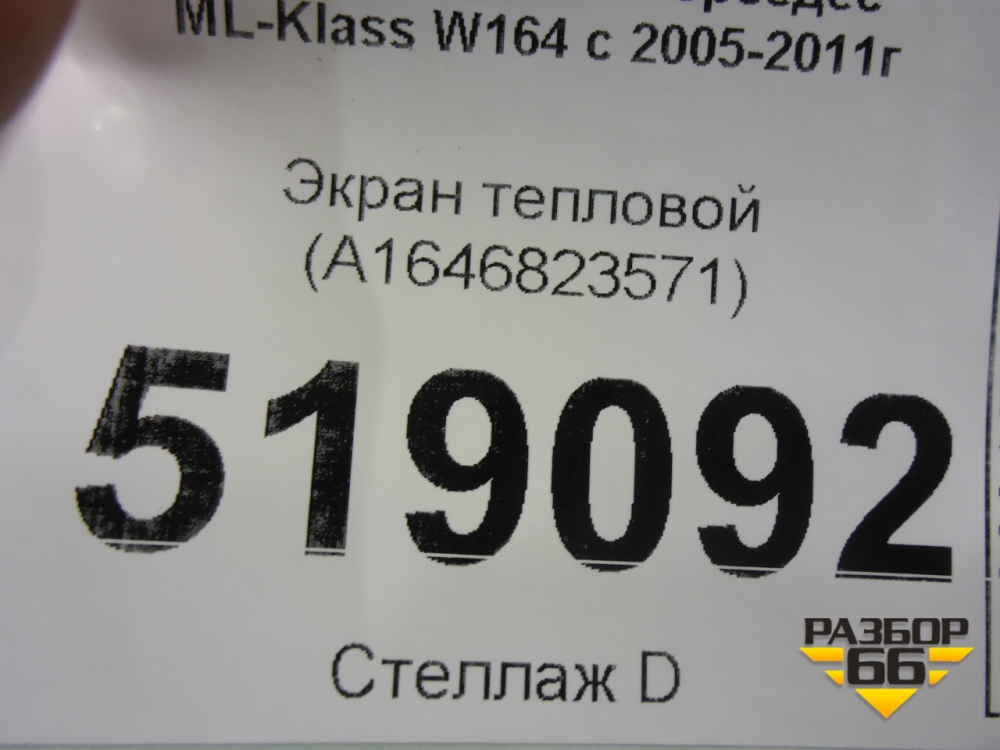 ML-Klass W164 с 2005-2011г
Экран тепловой
(A1646823571)
519092
Стеллаж D
РАЗБОР
66